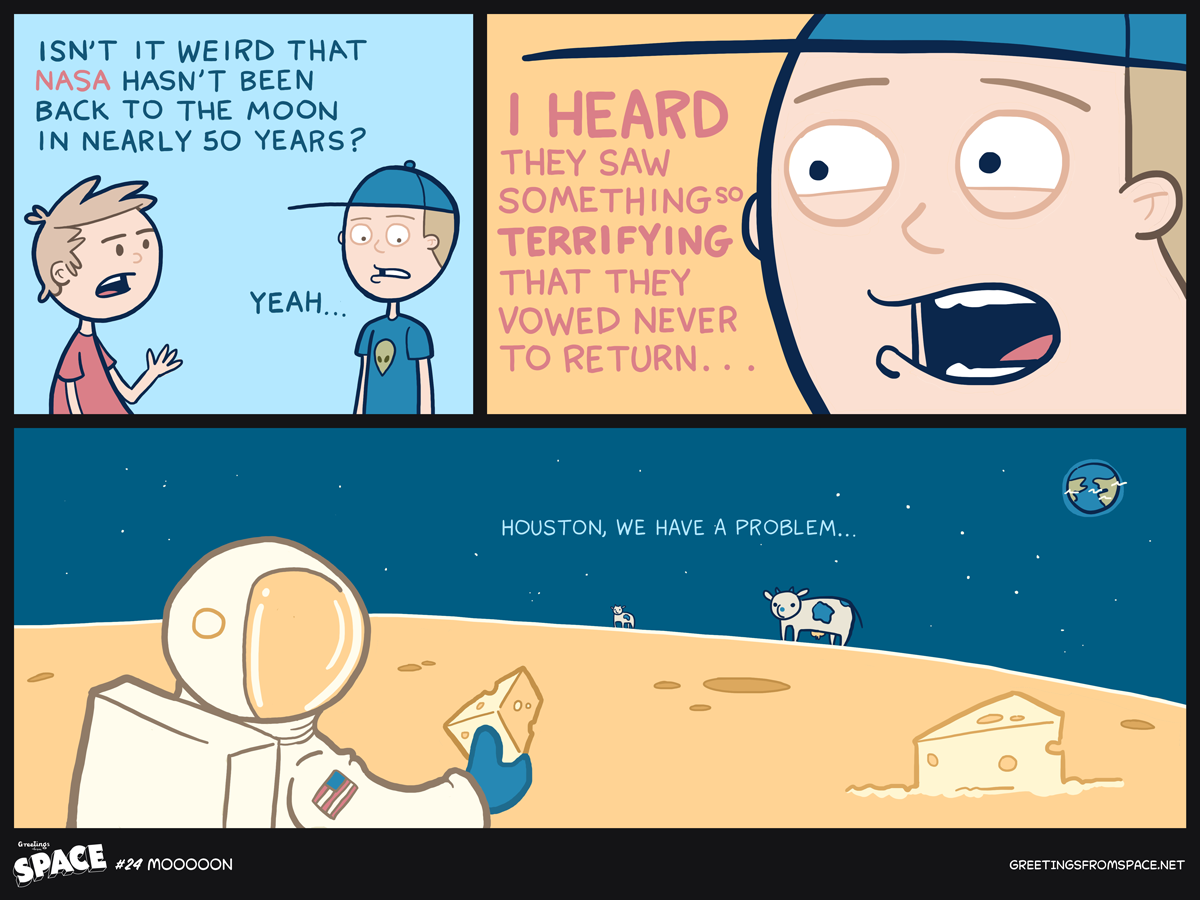 ISN'T IT WEIRD THAT
NASA HASN'T BEEN
BACK TO THE MOON
IN NEARLY 50 YEARS?
YEAH...
I HEARD
THEY SAW
SOMETHING SO
TERRIFYING
THAT THEY
VOWED NEVER
TO RETURN...
HOUSTON, WE HAVE A PROBLEM...
Greetings
SPACE
#24 MOOOOON
GREETINGSFROMSPACE.NET